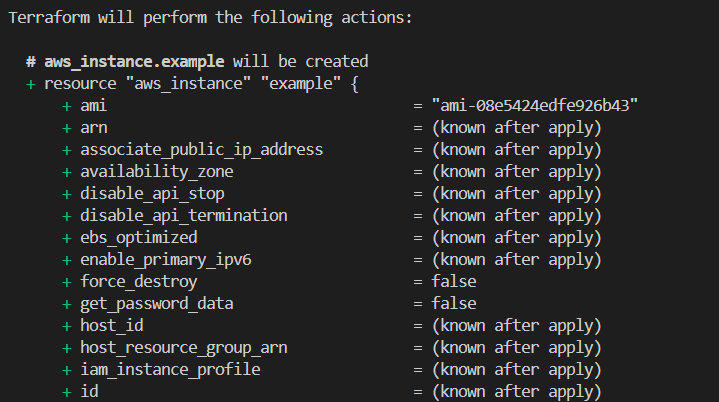 Terraform will perform the following actions:
# aws_instance.example will be created
+ resource "aws_instance" "example" {
+ ami = "ami-08e5424edfe926b43"
+ arn = (known after apply)
+ associate_public_ip_address = (known after apply)
+ availability_zone = (known after apply)
+ disable_api_stop = (known after apply)
+ disable_api_termination = (known after apply)
+ ebs_optimized = (known after apply)
+ enable_primary_ipv6 = (known after apply)
+ force_destroy = false
+ get_password_data = false
+ host_id = (known after apply)
+ host_resource_group_arn = (known after apply)
+ iam_instance_profile = (known after apply)
+ id = (known after apply)